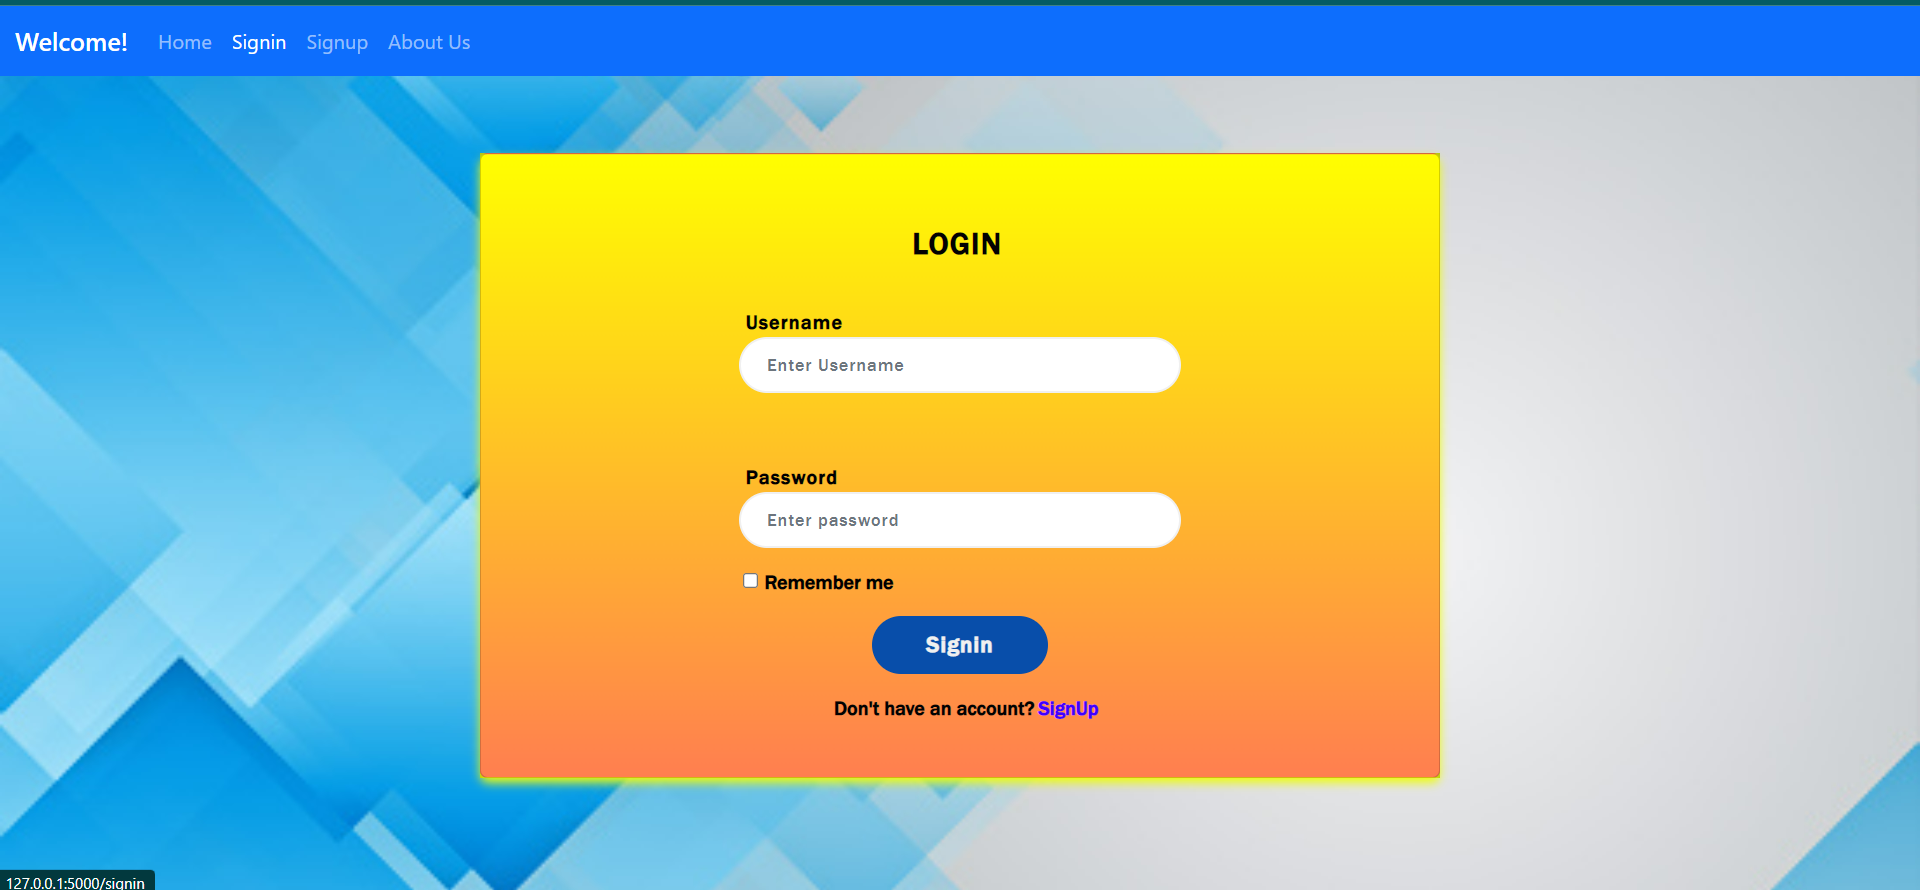 Welcome! Home Signin Signup About Us
LOGIN
Username
Enter Username
Password
Enter password
Remember me
Signin
Don't have an account? SignUp
127.0.0.1:5000/signin